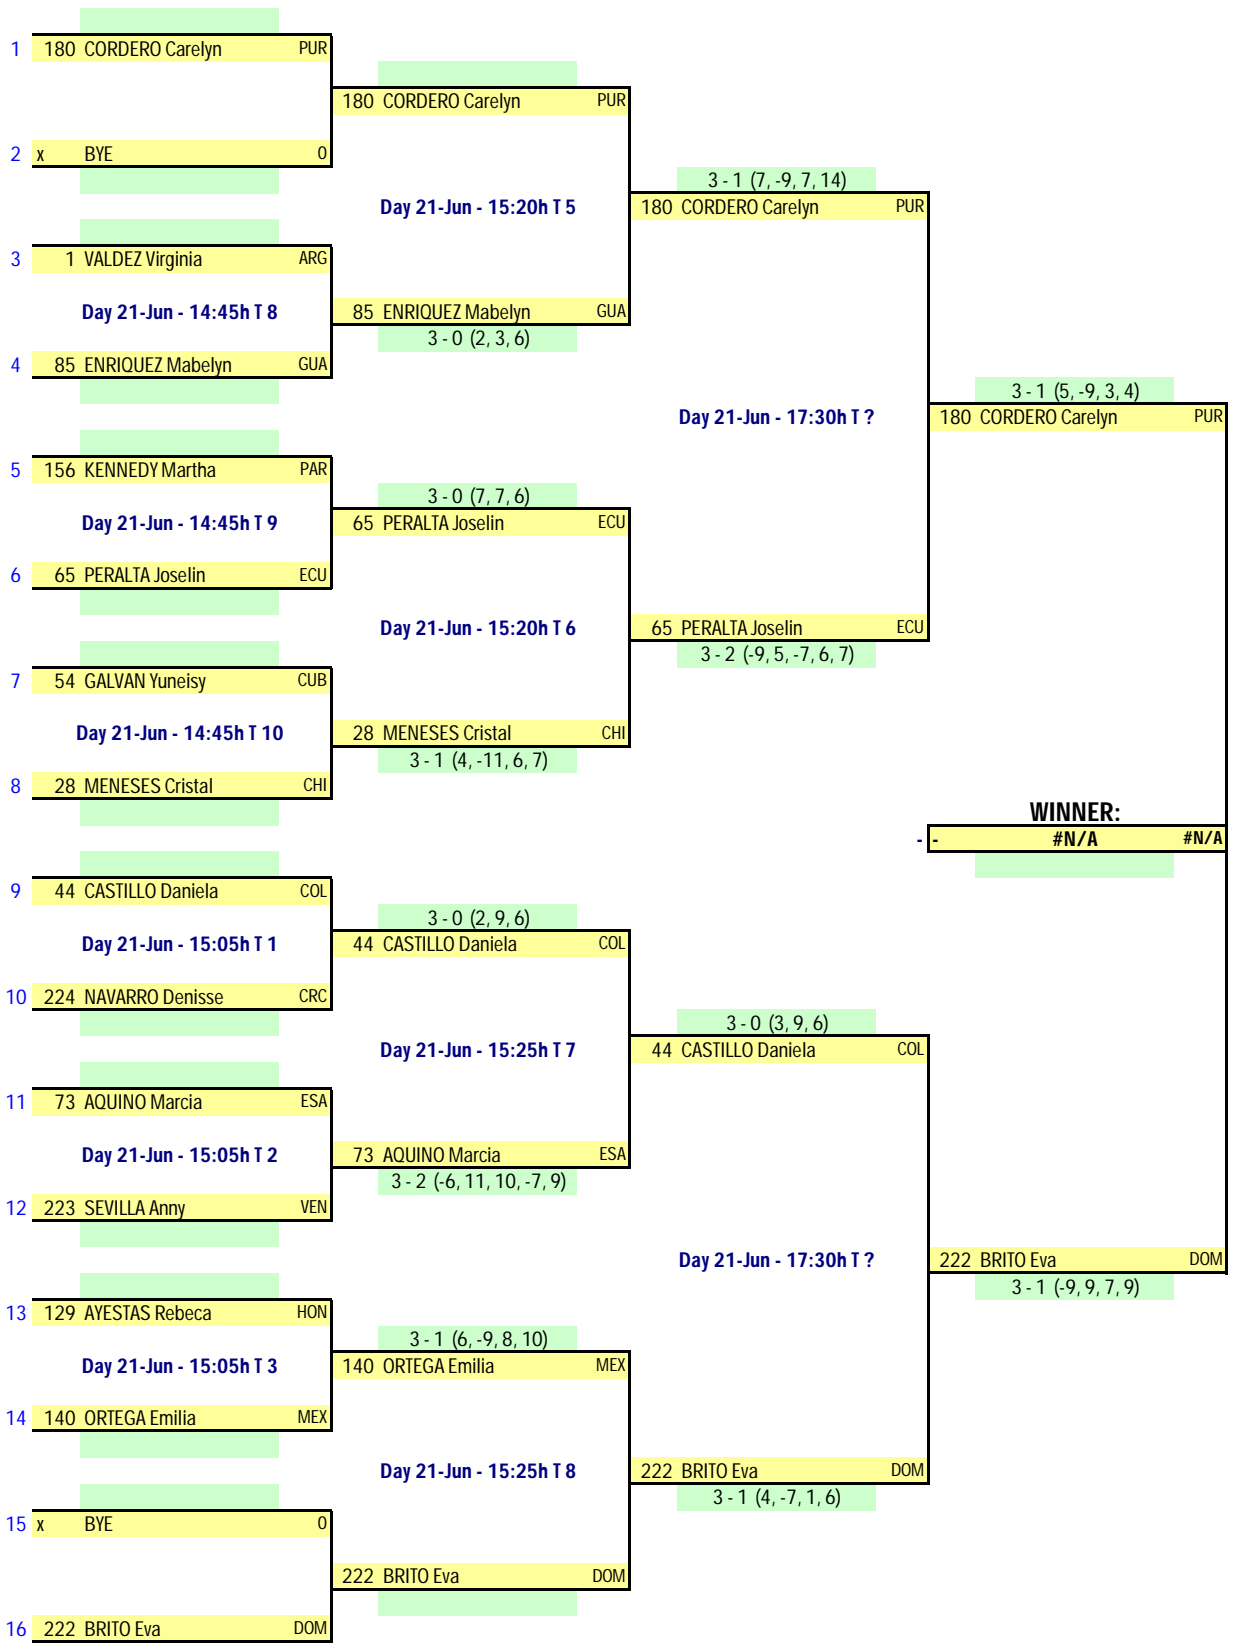 1 180 CORDERO Carelyn PUR
180 CORDERO Carelyn PUR
2 x BYE 0
3 - 1 (7, -9, 7, 14)
Day 21-Jun - 15:20h T 5
180 CORDERO Carelyn PUR
3 1 VALDEZ Virginia ARG
Day 21-Jun - 14:45h T 8
85 ENRIQUEZ Mabelyn GUA
3 - 0 (2, 3, 6)
4 85 ENRIQUEZ Mabelyn GUA
3 - 1 (5, -9, 3, 4)
Day 21-Jun - 17:30h T ?
180 CORDERO Carelyn PUR
5 156 KENNEDY Martha PAR
3 - 0 (7, 7, 6)
Day 21-Jun - 14:45h T 9
65 PERALTA Joselin ECU
6 65 PERALTA Joselin ECU
Day 21-Jun - 15:20h T 6
65 PERALTA Joselin ECU
3 - 2 (-9, 5, -7, 6, 7)
7 54 GALVAN Yuneisy CUB
Day 21-Jun - 14:45h T 10
28 MENESES Cristal CHI
3 - 1 (4, -11, 6, 7)
8 28 MENESES Cristal CHI
WINNER:
- - #N/A #N/A
9 44 CASTILLO Daniela COL
3 - 0 (2, 9, 6)
Day 21-Jun - 15:05h T 1
44 CASTILLO Daniela COL
10 224 NAVARRO Denisse CRC
3 - 0 (3, 9, 6)
Day 21-Jun - 15:25h T 7
44 CASTILLO Daniela COL
11 73 AQUINO Marcia ESA
Day 21-Jun - 15:05h T 2
73 AQUINO Marcia ESA
3 - 2 (-6, 11, 10, -7, 9)
12 223 SEVILLA Anny VEN
Day 21-Jun - 17:30h T ?
222 BRITO Eva DOM
3 - 1 (-9, 9, 7, 9)
13 129 AYESTAS Rebeca HON
3 - 1 (6, -9, 8, 10)
Day 21-Jun - 15:05h T 3
140 ORTEGA Emilia MEX
14 140 ORTEGA Emilia MEX
Day 21-Jun - 15:25h T 8
222 BRITO Eva DOM
3 - 1 (4, -7, 1, 6)
15 x BYE 0
222 BRITO Eva DOM
16 222 BRITO Eva DOM